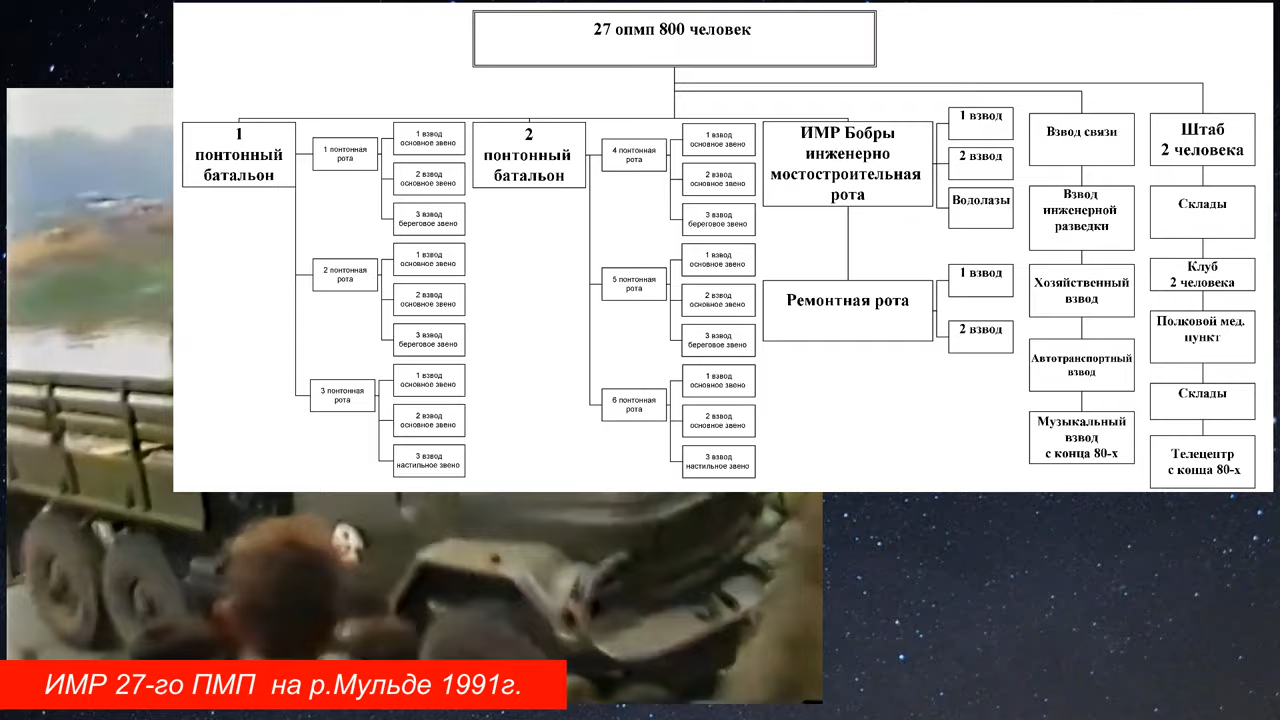 27 опмп 800 человек
1
понтонный
батальон
1 понтонная
рота
1 взвод
основное звено
2 взвод
основное звено
3 взвод
береговое звено
2 понтонная
рота
1 взвод
основное звено
2 взвод
основное звено
3 взвод
береговое звено
3 понтонная
рота
1 взвод
основное звено
2 взвод
основное звено
3 взвод
настильное звено
2
понтонный
батальон
4 понтонная
рота
1 взвод
основное звено
2 взвод
основное звено
3 взвод
береговое звено
5 понтонная
рота
1 взвод
основное звено
2 взвод
основное звено
3 взвод
береговое звено
6 понтонная
рота
1 взвод
основное звено
2 взвод
основное звено
3 взвод
настильное звено
ИМР Бобры
инженерно
мостостроительная
рота
1 взвод
2 взвод
Водолазы
Ремонтная рота
1 взвод
2 взвод
Взвод связи
Взвод
инженерной
разведки
Хозяйственный
взвод
Автотранспортный
взвод
Музыкальный
взвод
с конца 80-х
Штаб
2 человека
Склады
Клуб
2 человека
Полковой мед.
пункт
Склады
Телецентр
с конца 80-х
ИМР 27-го ПМП на р.Мульде 1991г.